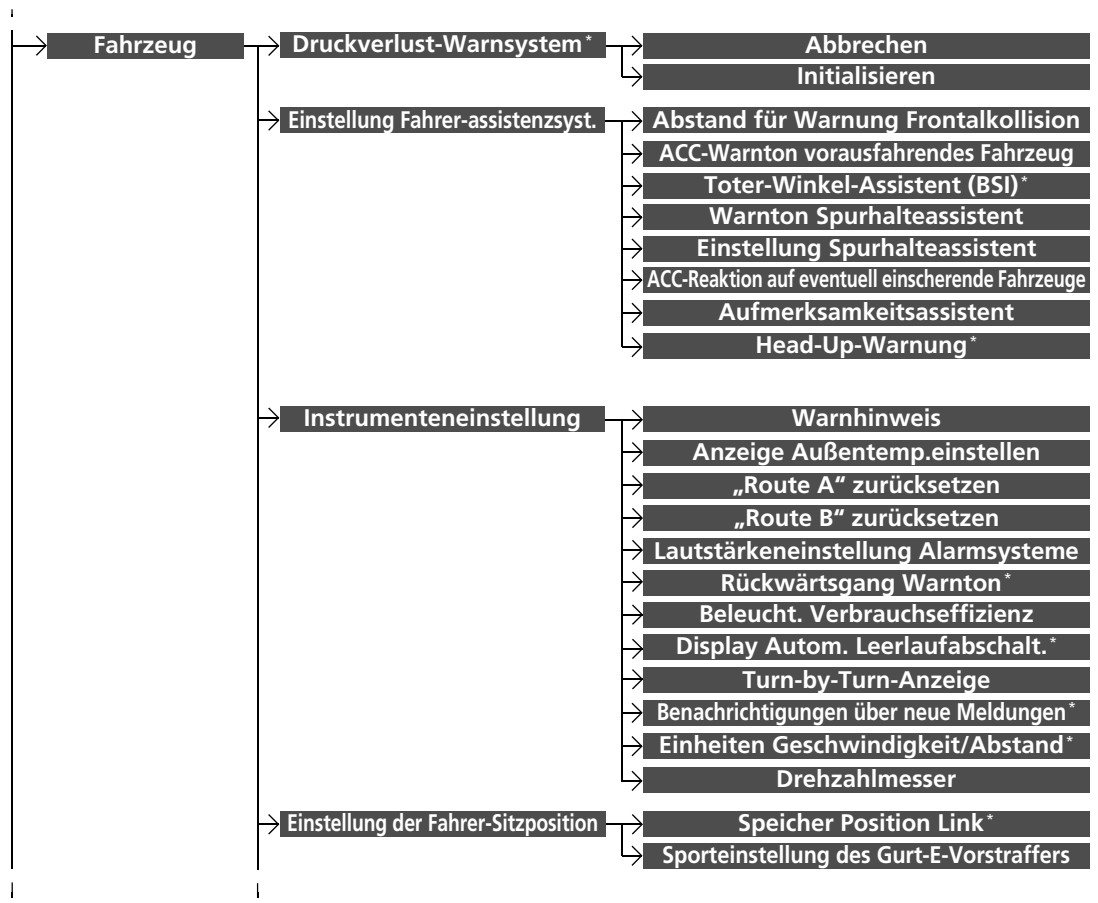 Fahrzeug
Druckverlust-Warnsystem*
Abbrechen
Initialisieren
Einstellung Fahrer-assistenzsyst.
Abstand für Warnung Frontalkollision
ACC-Warnton vorausfahrendes Fahrzeug
Toter-Winkel-Assistent (BSI)*
Warnton Spurhalteassistent
Einstellung Spurhalteassistent
ACC-Reaktion auf eventuell einscherende Fahrzeuge
Aufmerksamkeitsassistent
Head-Up-Warnung*
Instrumenteneinstellung
Warnhinweis
Anzeige Außentemp.einstellen
„Route A“ zurücksetzen
„Route B“ zurücksetzen
Lautstärkeneinstellung Alarmsysteme
Rückwärtsgang Warnton*
Beleucht. Verbrauchseffizienz
Display Autom. Leerlaufabschalt.*
Turn-by-Turn-Anzeige
Benachrichtigungen über neue Meldungen*
Einheiten Geschwindigkeit/Abstand*
Drehzahlmesser
Einstellung der Fahrer-Sitzposition
Speicher Position Link*
Sporteinstellung des Gurt-E-Vorstraffers